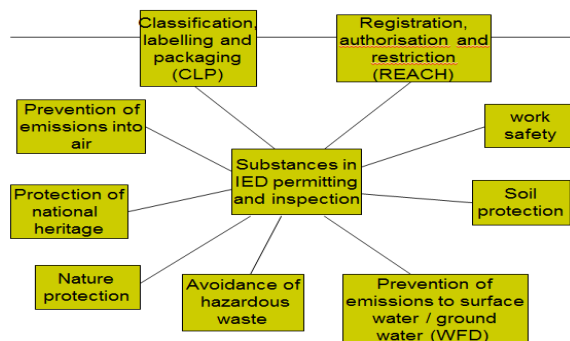 Classification,
labelling and
packaging
(CLP)
Registration,
authorisation and
restriction
(REACH)
Prevention of
emissions into
air
work
safety
Substances in
IED permitting
and inspection
Protection of
national
heritage
Soil
protection
Nature
protection
Avoidance of
hazardous
waste
Prevention of
emissions to surface
water / ground
water (WFD)